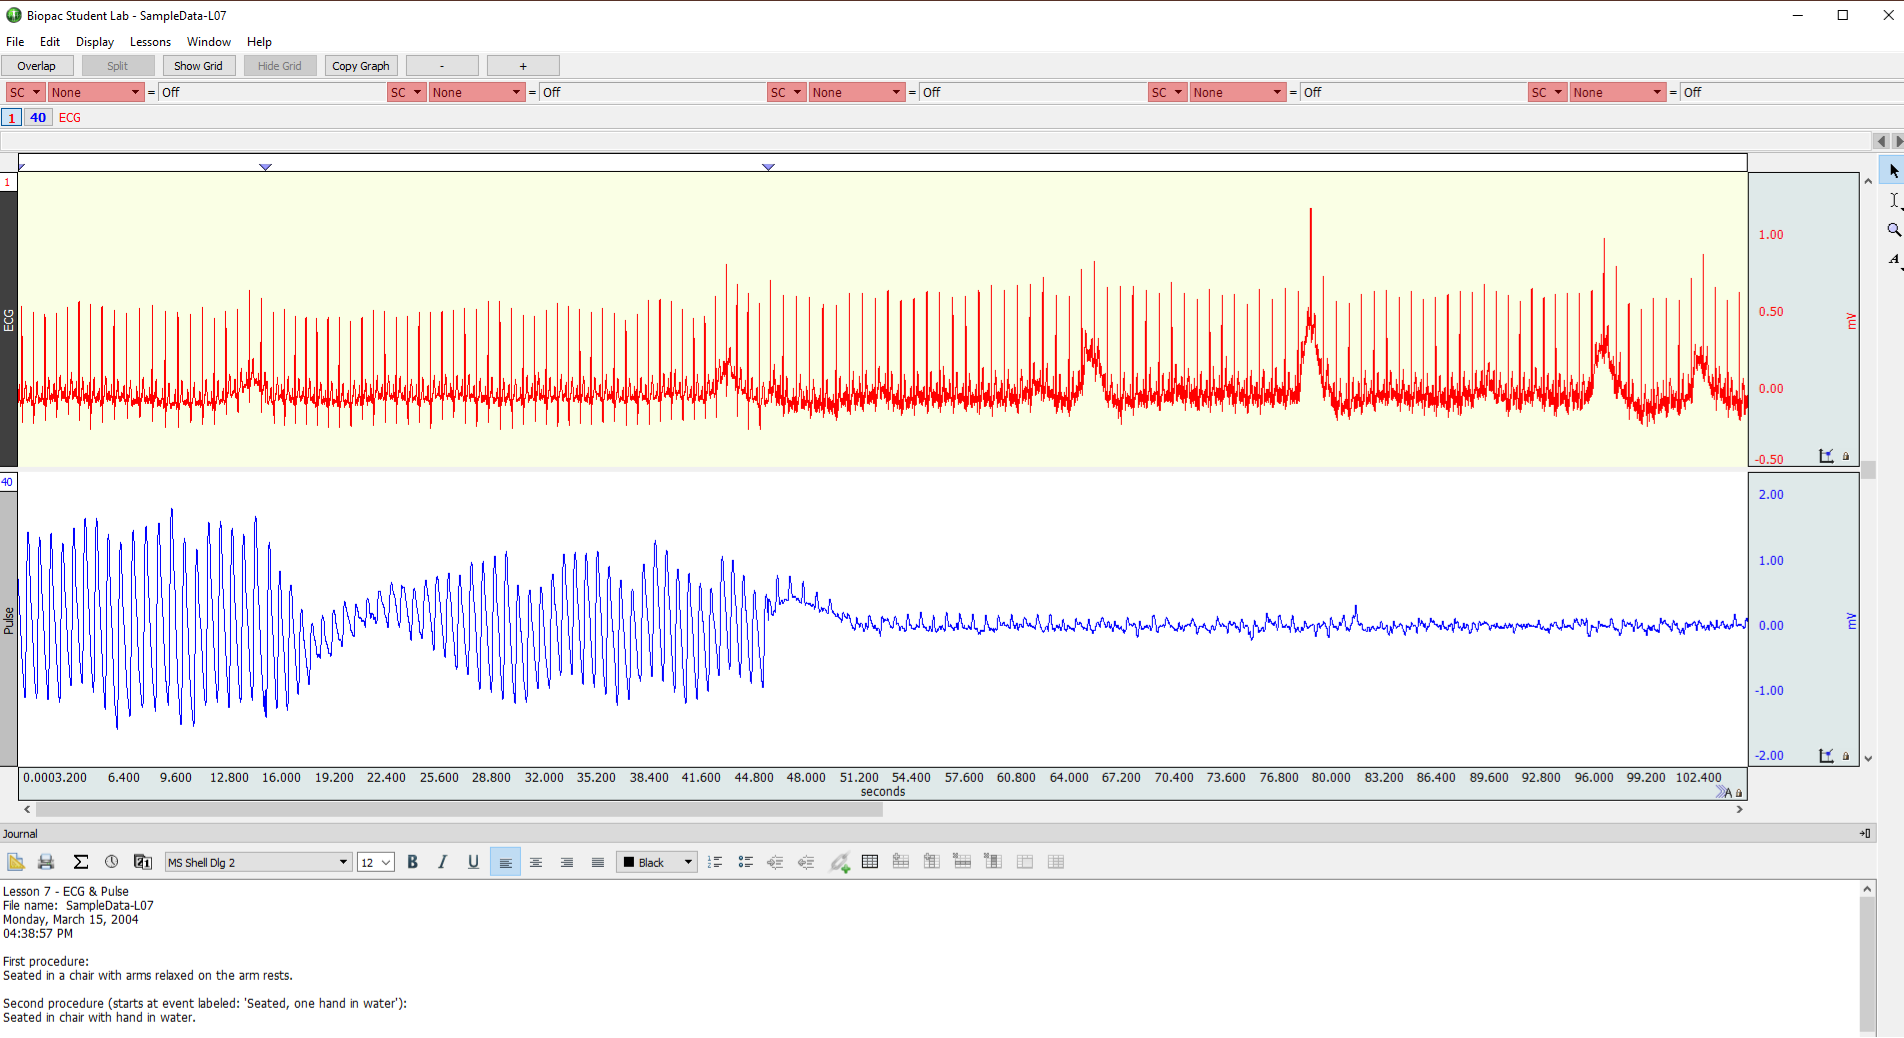 Biopac Student Lab - SampleData-L07
File Edit Display Lessons Window Help
Overlap Split Show Grid Hide Grid Copy Graph - +
SC None = Off SC None = Off SC None = Off SC None = Off SC None = Off
1 40 ECG
1
ECG
1.00
0.50
0.00
-0.50
mV
40
Pulse
2.00
1.00
0.00
-1.00
-2.00
mV
0.000 3.200 6.400 9.600 12.800 16.000 19.200 22.400 25.600 28.800 32.000 35.200 38.400 41.600 44.800 48.000 51.200 54.400 57.600 60.800 64.000 67.200 70.400 73.600 76.800 80.000 83.200 86.400 89.600 92.800 96.000 99.200 102.400
seconds
A
Journal
MS Shell Dlg 2 12 B I U Black
Lesson 7 - ECG & Pulse
File name: SampleData-L07
Monday, March 15, 2004
04:38:57 PM
First procedure:
Seated in a chair with arms relaxed on the arm rests.
Second procedure (starts at event labeled: 'Seated, one hand in water'):
Seated in chair with hand in water.